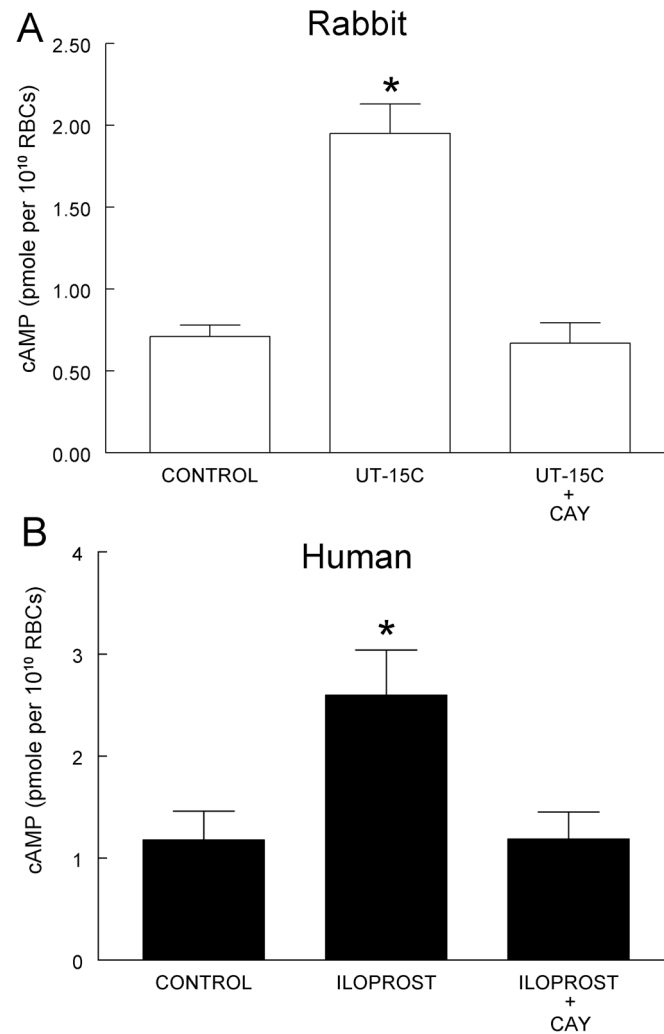 A
Rabbit
cAMP (pmole per 10¹⁰ RBCs)
2.50
2.00
1.50
1.00
0.50
0.00
*
CONTROL
UT-15C
UT-15C
+
CAY
B
Human
cAMP (pmole per 10¹⁰ RBCs)
4
3
2
1
0
*
CONTROL
ILOPROST
ILOPROST
+
CAY